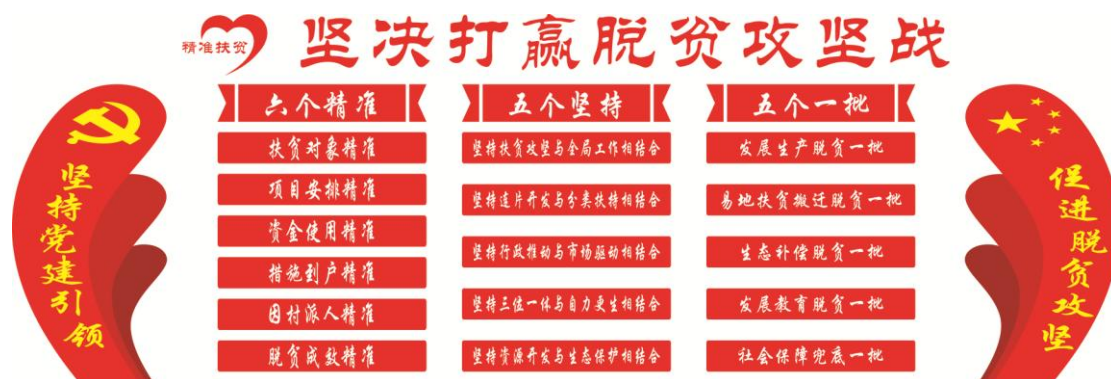 精准扶贫
坚决打赢脱贫攻坚战
坚持党建引领
六个精准
扶贫对象精准
项目安排精准
资金使用精准
措施到户精准
因村派人精准
脱贫成效精准
五个坚持
坚持扶贫攻坚与全局工作相结合
坚持连片开发与分类扶持相结合
坚持行政推动与市场驱动相结合
坚持三位一体与自力更生相结合
坚持资源开发与生态保护相结合
五个一批
发展生产脱贫一批
易地扶贫搬迁脱贫一批
生态补偿脱贫一批
发展教育脱贫一批
社会保障兜底一批
促进脱贫攻坚